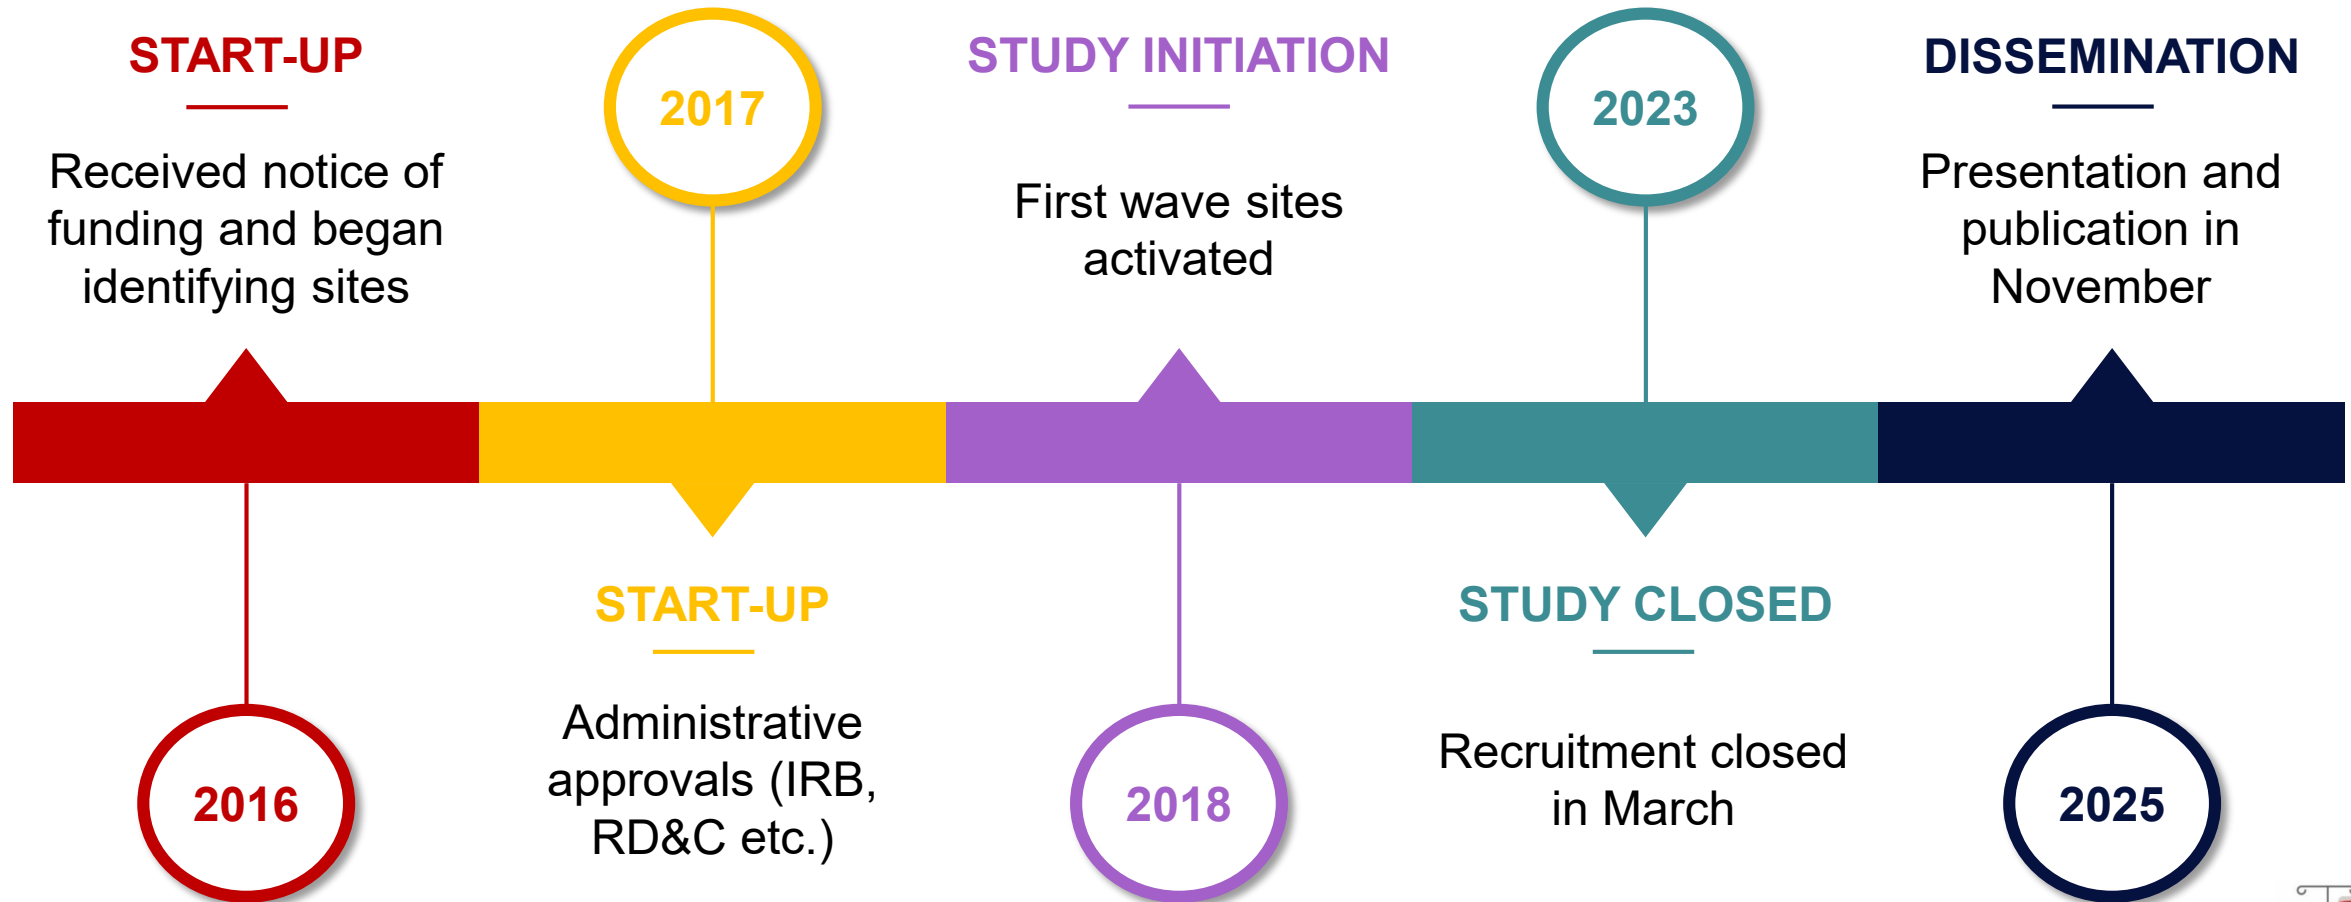 START-UP
Received notice of
funding and began
identifying sites
2016
2017
START-UP
Administrative
approvals (IRB,
RD&C etc.)
STUDY INITIATION
First wave sites
activated
2018
2023
STUDY CLOSED
Recruitment closed
in March
DISSEMINATION
Presentation and
publication in
November
2025